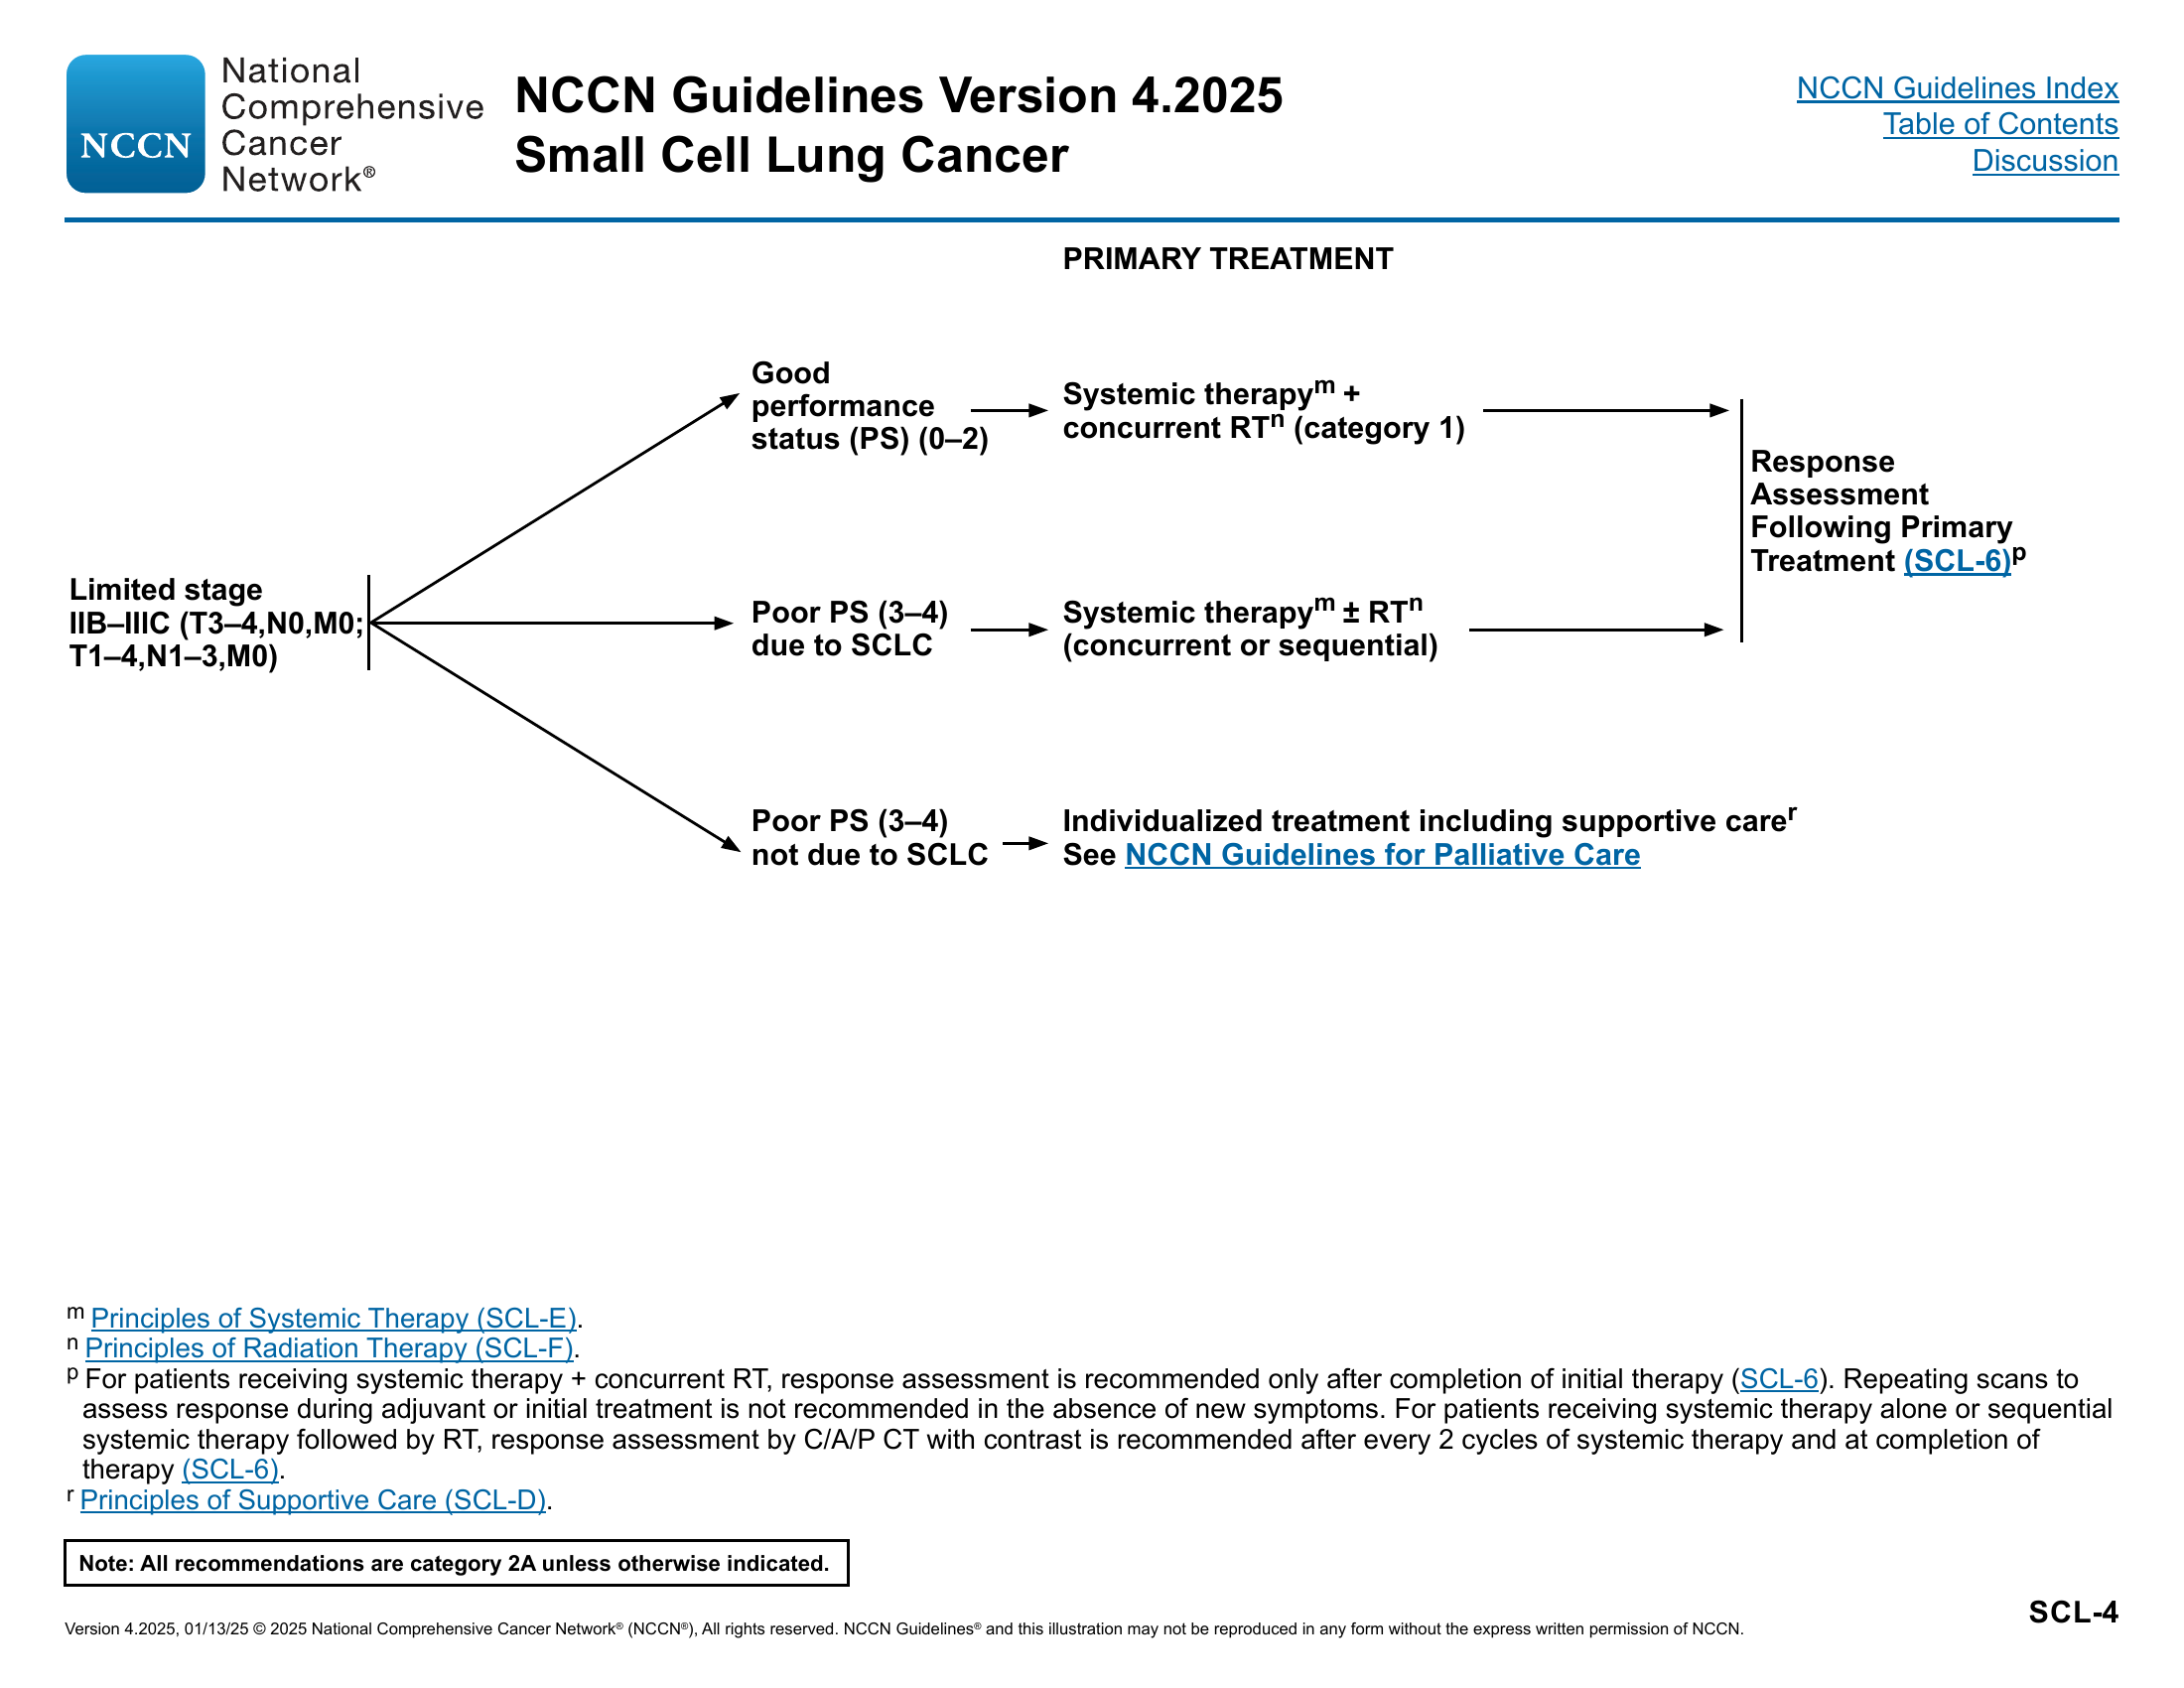 NCCN
National
Comprehensive
Cancer
Network®
NCCN Guidelines Version 4.2025
Small Cell Lung Cancer
NCCN Guidelines Index
Table of Contents
Discussion
PRIMARY TREATMENT
Limited stage
IIB–IIIC (T3–4,N0,M0;
T1–4,N1–3,M0)
Good
performance
status (PS) (0–2)
Systemic therapyᵐ +
concurrent RTⁿ (category 1)
Poor PS (3–4)
due to SCLC
Systemic therapyᵐ ± RTⁿ
(concurrent or sequential)
Response
Assessment
Following Primary
Treatment (SCL-6)ᵖ
Poor PS (3–4)
not due to SCLC
Individualized treatment including supportive careʳ
See NCCN Guidelines for Palliative Care
ᵐ Principles of Systemic Therapy (SCL-E).
ⁿ Principles of Radiation Therapy (SCL-F).
ᵖ For patients receiving systemic therapy + concurrent RT, response assessment is recommended only after completion of initial therapy (SCL-6). Repeating scans to
assess response during adjuvant or initial treatment is not recommended in the absence of new symptoms. For patients receiving systemic therapy alone or sequential
systemic therapy followed by RT, response assessment by C/A/P CT with contrast is recommended after every 2 cycles of systemic therapy and at completion of
therapy (SCL-6).
ʳ Principles of Supportive Care (SCL-D).
Note: All recommendations are category 2A unless otherwise indicated.
SCL-4
Version 4.2025, 01/13/25 © 2025 National Comprehensive Cancer Network® (NCCN®), All rights reserved. NCCN Guidelines® and this illustration may not be reproduced in any form without the express written permission of NCCN.